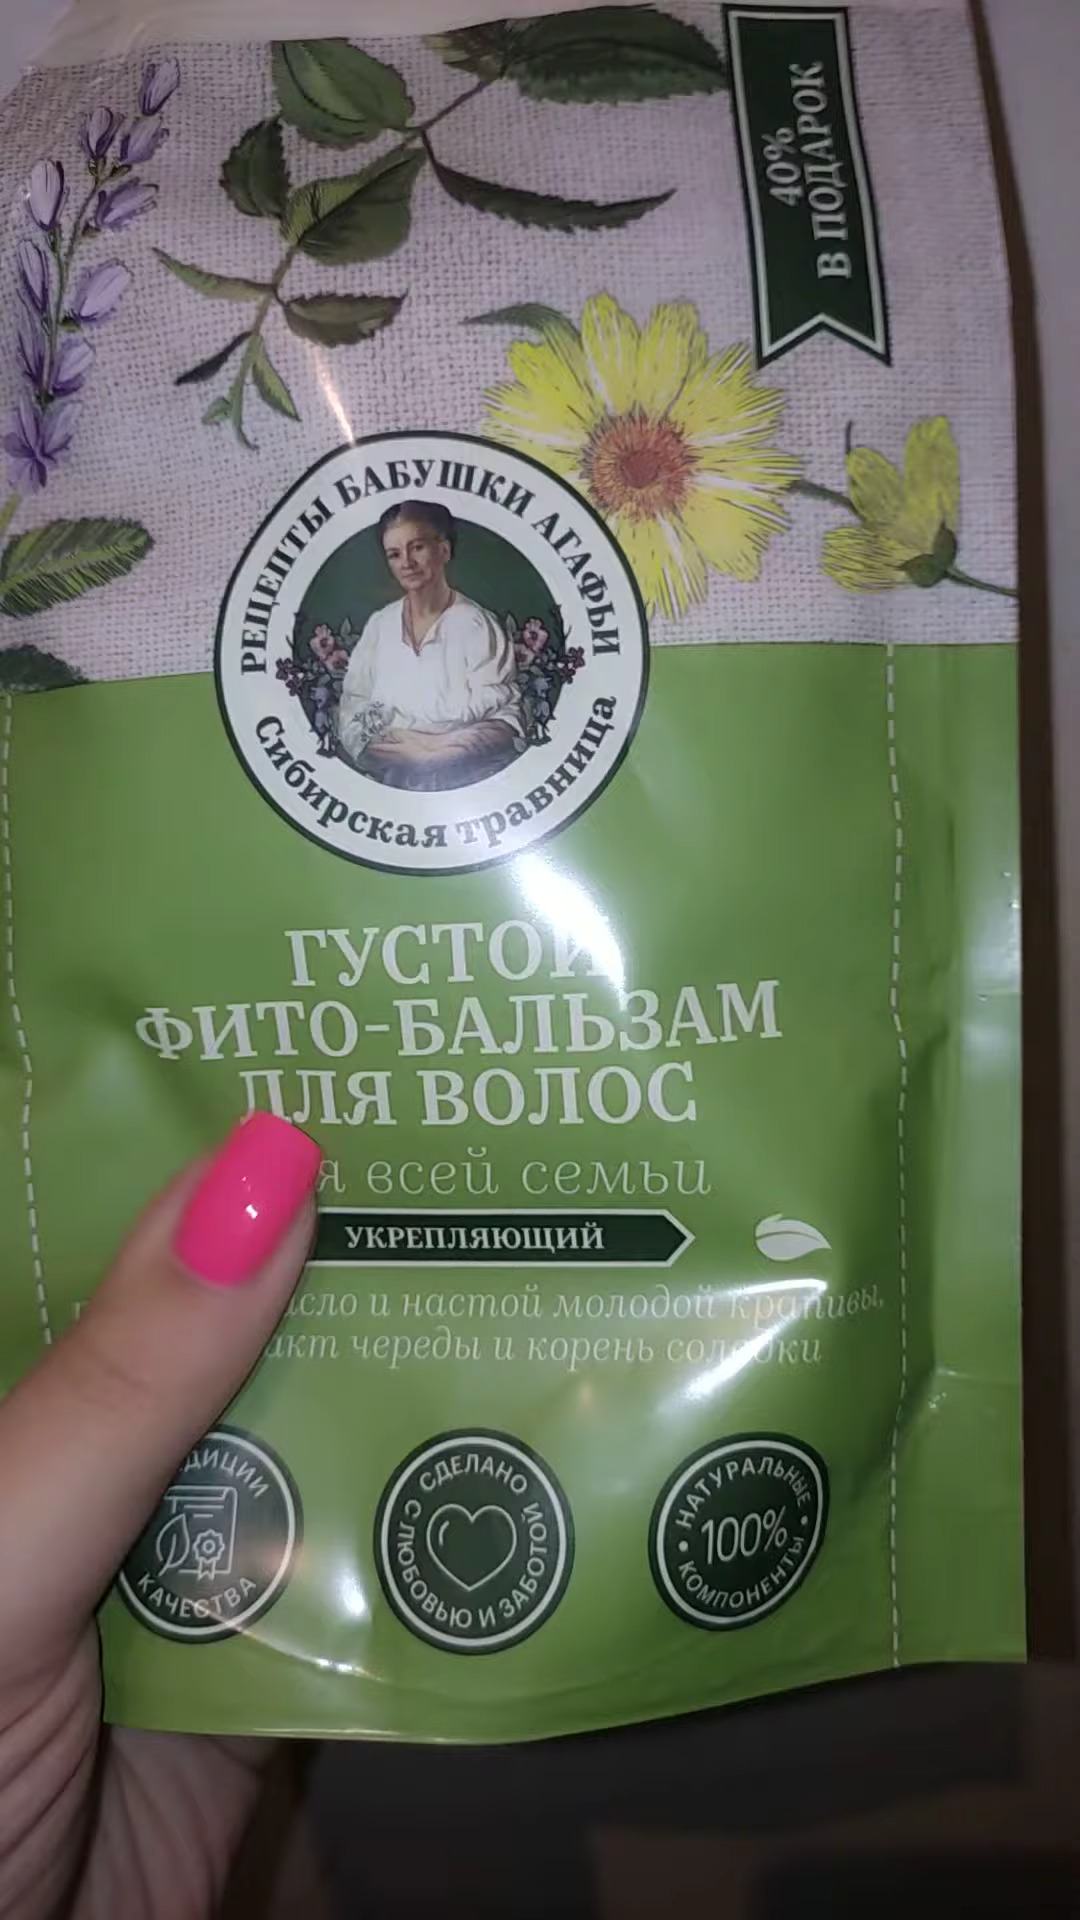 40%
В ПОДАРОК
РЕЦЕПТЫ БАБУШКИ АГАФЬИ
Сибирская травница
ГУСТОЙ
ФИТО-БАЛЬЗАМ
ДЛЯ ВОЛОС
всей семьи
УКРЕПЛЯЮЩИЙ
и настой молодой крапивы,
череды и корень солодки
КАЧЕСТВА
СДЕЛАНО
С ЛЮБОВЬЮ И ЗАБОТОЙ
НАТУРАЛЬНЫЕ
100%
КОМПОНЕНТЫ